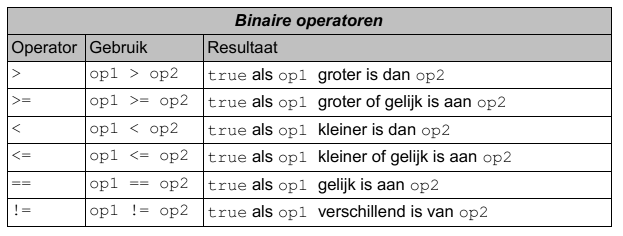 Binaire operatoren
Operator Gebruik Resultaat
> op1 > op2 true als op1 groter is dan op2
>= op1 >= op2 true als op1 groter of gelijk is aan op2
< op1 < op2 true als op1 kleiner is dan op2
<= op1 <= op2 true als op1 kleiner of gelijk is aan op2
== op1 == op2 true als op1 gelijk is aan op2
!= op1 != op2 true als op1 verschillend is van op2